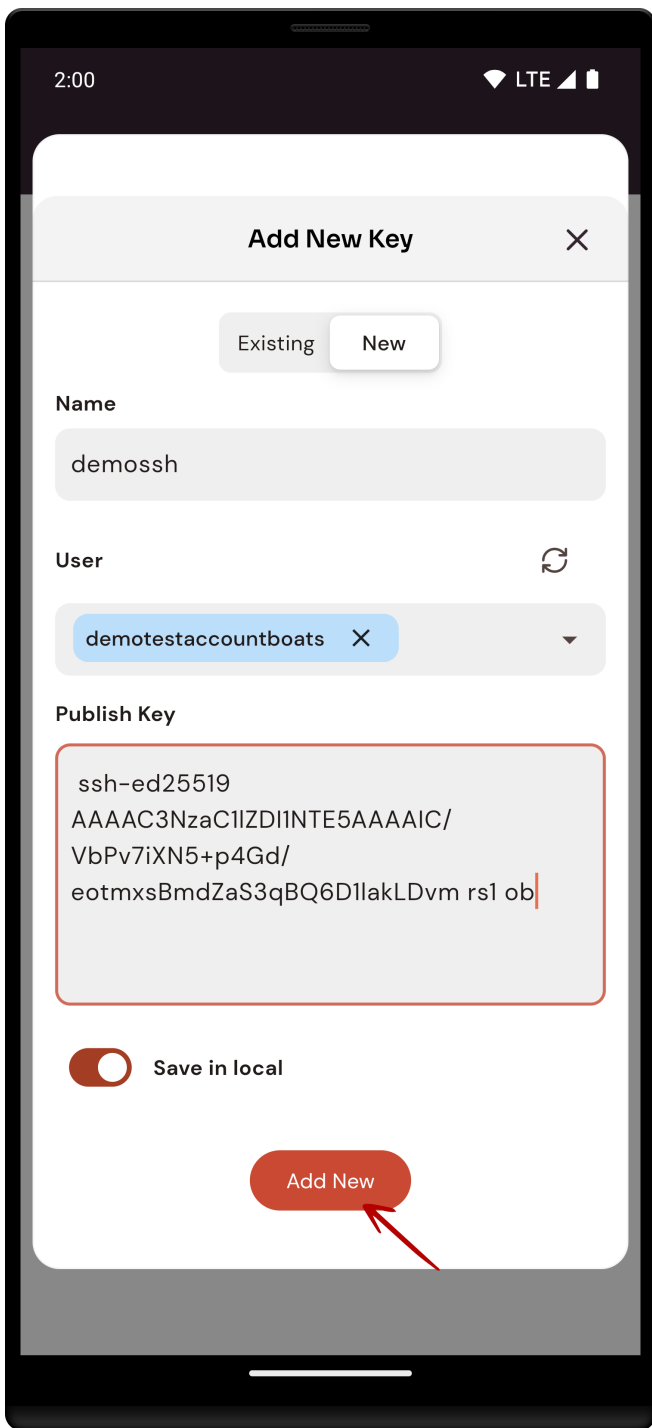 2:00 LTE
Add New Key
Existing New
Name
demossh
User
demotestaccountboats
Publish Key
ssh-ed25519
AAAAC3NzaC1lZDI1NTE5AAAAIC/
VbPv7iXN5+p4Gd/
eotmxsBmdZaS3qBQ6D1lakLDvm rs1 ob
Save in local
Add New